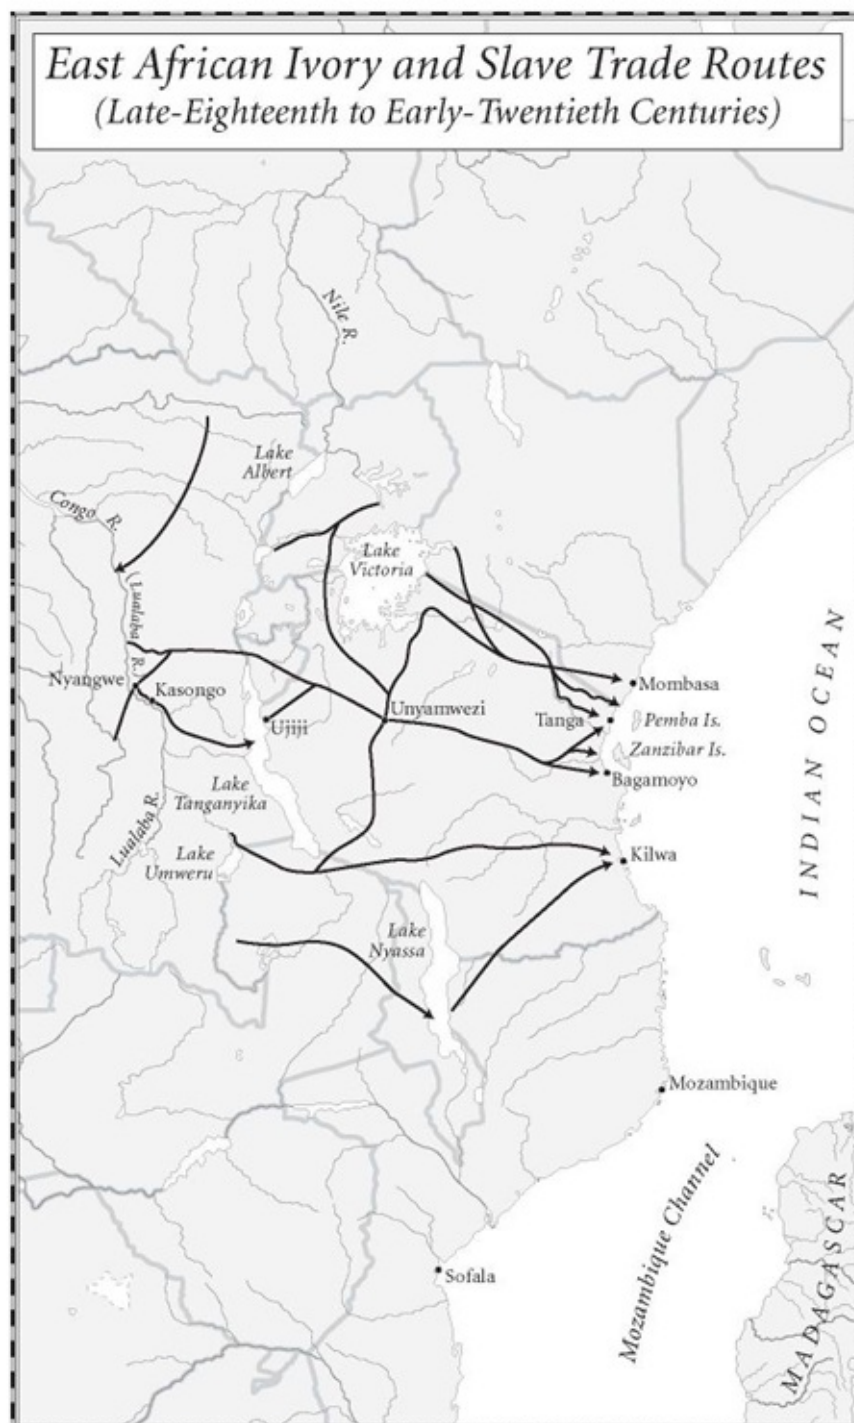 East African Ivory and Slave Trade Routes
(Late-Eighteenth to Early-Twentieth Centuries)
Nile R.
Lake
Albert
Congo R.
Lake
Victoria
(Lualaba R.)
Nyangwe
Kasongo
Ujiji
Unyamwezi
Mombasa
Tanga
Pemba Is.
Zanzibar Is.
Bagamoyo
INDIAN OCEAN
Lake
Tanganyika
Lualaba R.
Lake
Umweru
Kilwa
Lake
Nyassa
Mozambique
Mozambique Channel
MADAGASCAR
Sofala